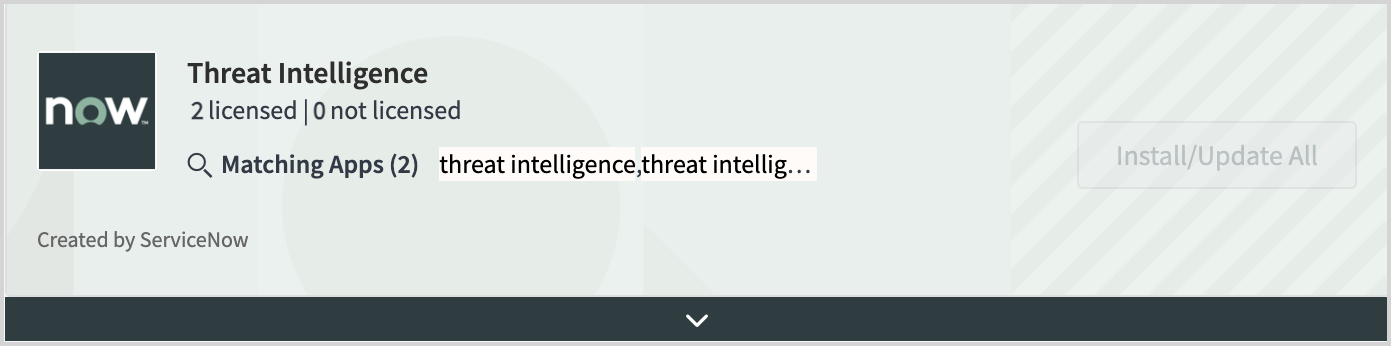 now
Threat Intelligence
2 licensed | 0 not licensed
Matching Apps (2) threat intelligence,threat intellig...
Install/Update All
Created by ServiceNow